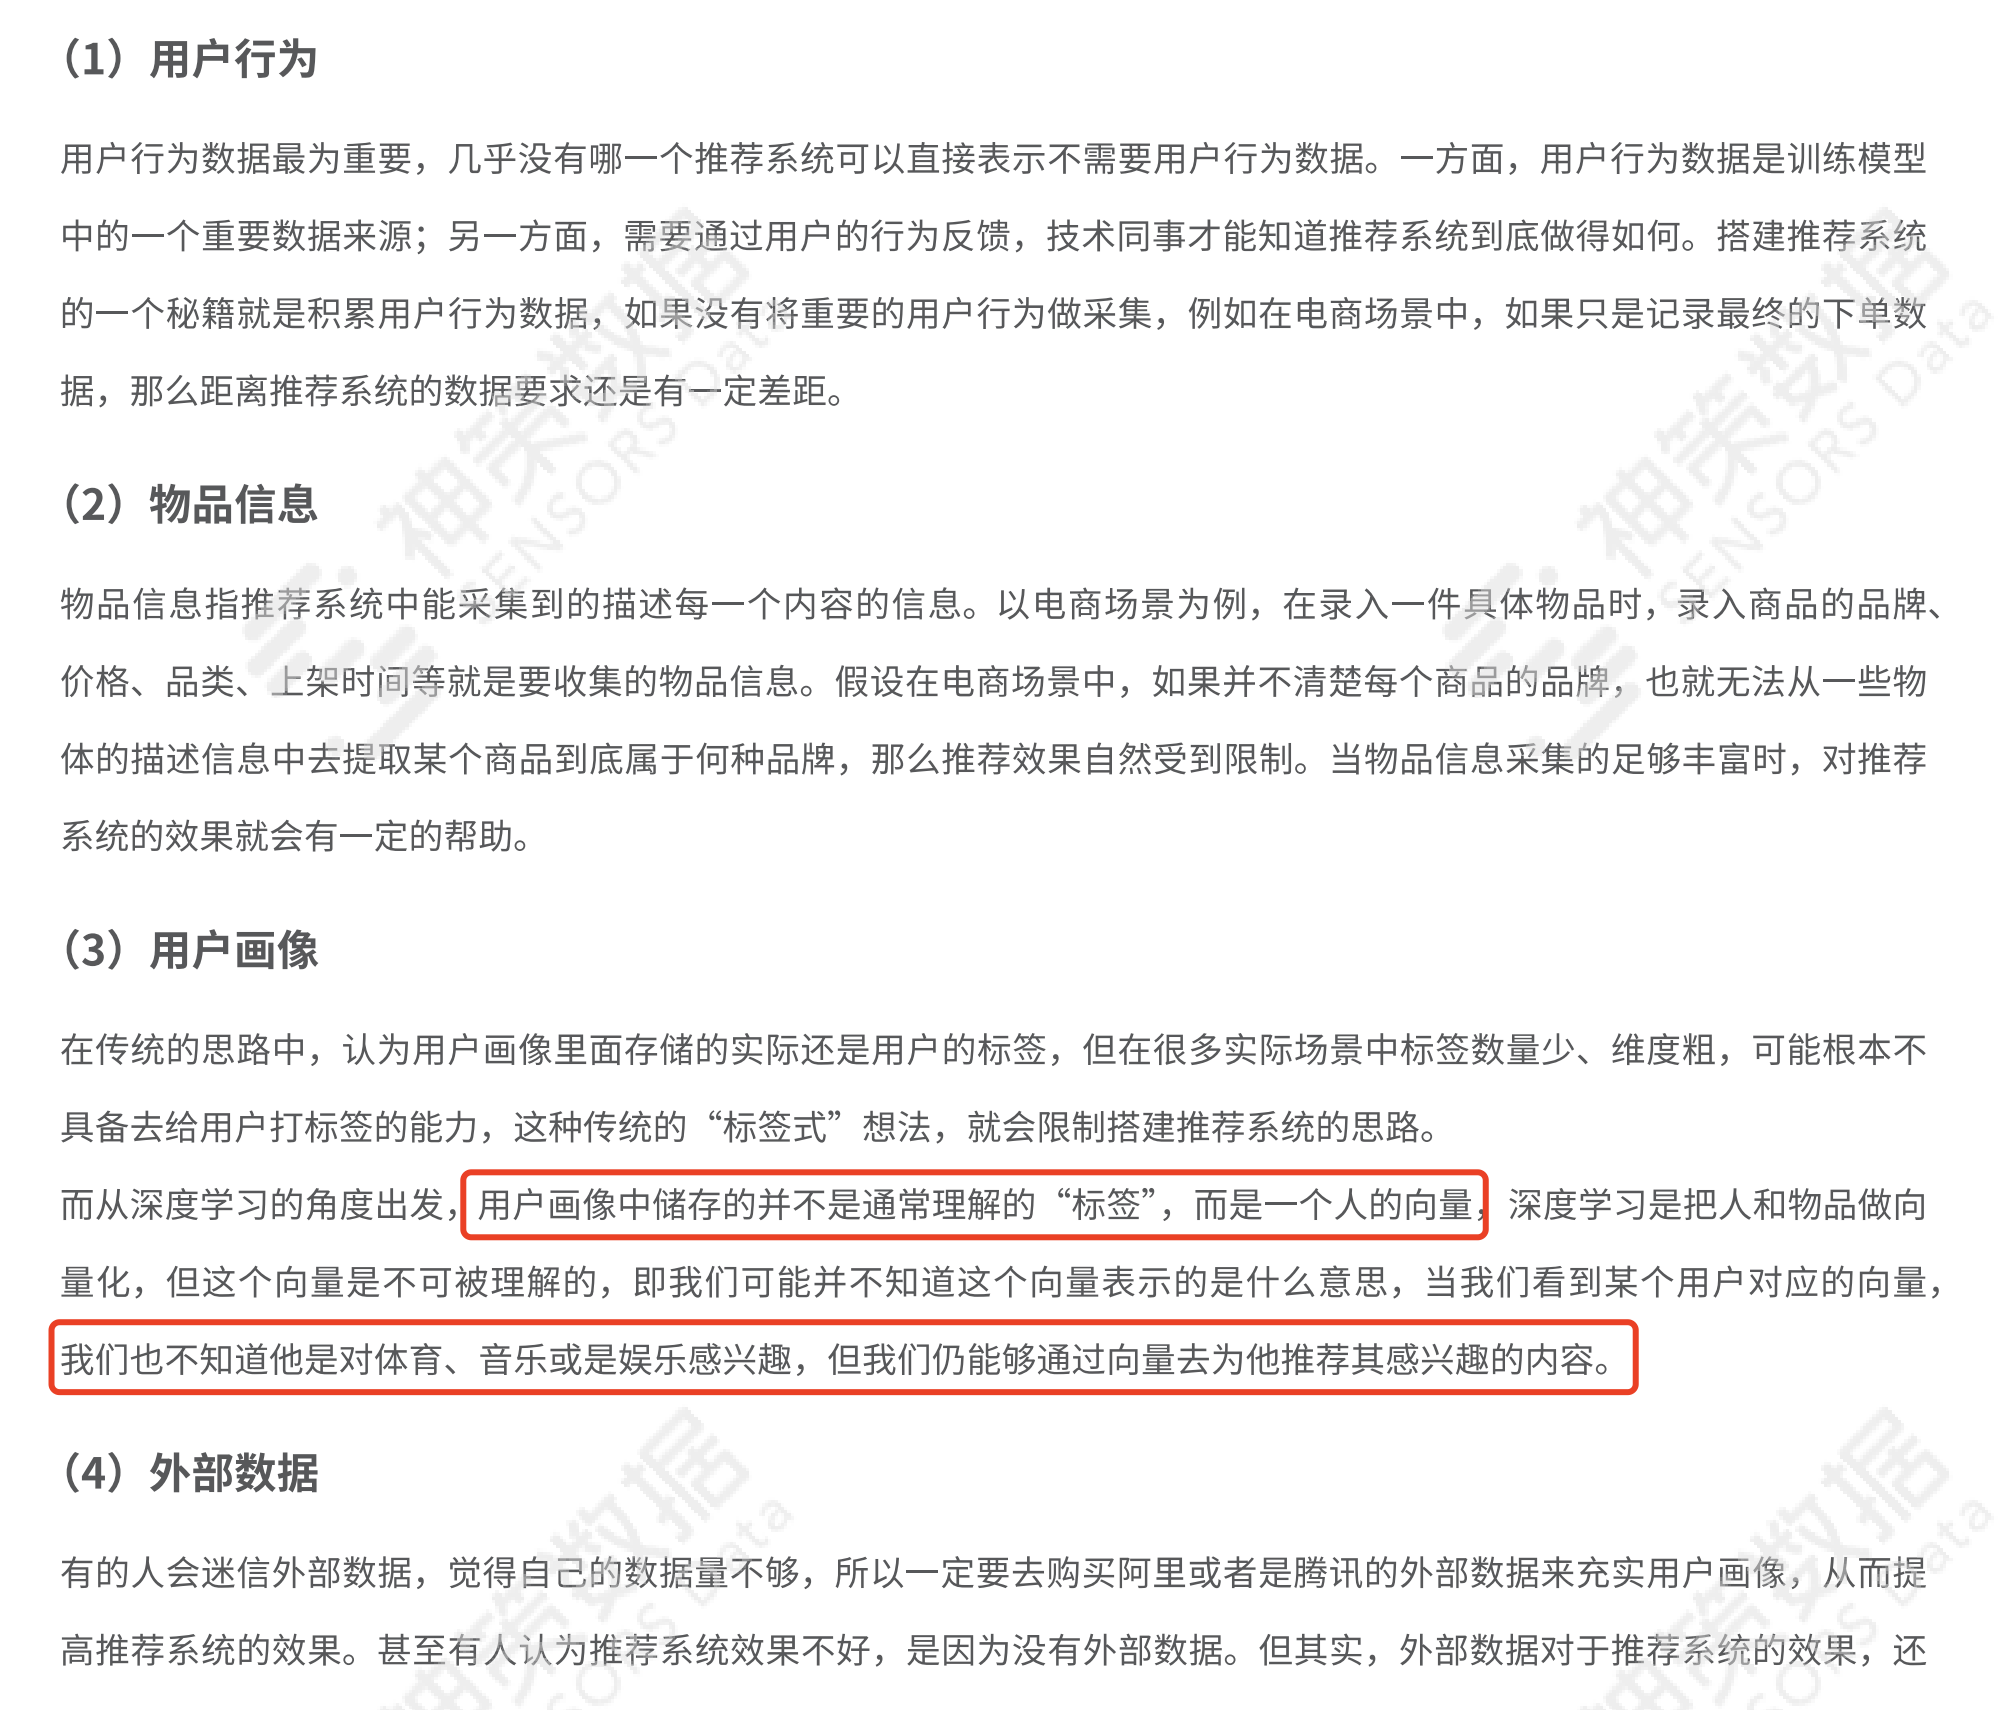 （1）用户行为
用户行为数据最为重要，几乎没有哪一个推荐系统可以直接表示不需要用户行为数据。一方面，用户行为数据是训练模型
中的一个重要数据来源；另一方面，需要通过用户的行为反馈，技术同事才能知道推荐系统到底做得如何。搭建推荐系统
的一个秘籍就是积累用户行为数据，如果没有将重要的用户行为做采集，例如在电商场景中，如果只是记录最终的下单数
据，那么距离推荐系统的数据要求还是有一定差距。
（2）物品信息
物品信息指推荐系统中能采集到的描述每一个内容的信息。以电商场景为例，在录入一件具体物品时，录入商品的品牌、
价格、品类、上架时间等就是要收集的物品信息。假设在电商场景中，如果并不清楚每个商品的品牌，也就无法从一些物
体的描述信息中去提取某个商品到底属于何种品牌，那么推荐效果自然受到限制。当物品信息采集的足够丰富时，对推荐
系统的效果就会有一定的帮助。
（3）用户画像
在传统的思路中，认为用户画像里面存储的实际还是用户的标签，但在很多实际场景中标签数量少、维度粗，可能根本不
具备去给用户打标签的能力，这种传统的“标签式”想法，就会限制搭建推荐系统的思路。
而从深度学习的角度出发，用户画像中储存的并不是通常理解的“标签”，而是一个人的向量，深度学习是把人和物品做向
量化，但这个向量是不可被理解的，即我们可能并不知道这个向量表示的是什么意思，当我们看到某个用户对应的向量，
我们也不知道他是对体育、音乐或是娱乐感兴趣，但我们仍能够通过向量去为他推荐其感兴趣的内容。
（4）外部数据
有的人会迷信外部数据，觉得自己的数据量不够，所以一定要去购买阿里或者是腾讯的外部数据来充实用户画像，从而提
高推荐系统的效果。甚至有人认为推荐系统效果不好，是因为没有外部数据。但其实，外部数据对于推荐系统的效果，还
神策数据
SENSORS Data
神策数据
SENSORS Data
神策数据
SENSORS Data
神策数据
SENSORS Data